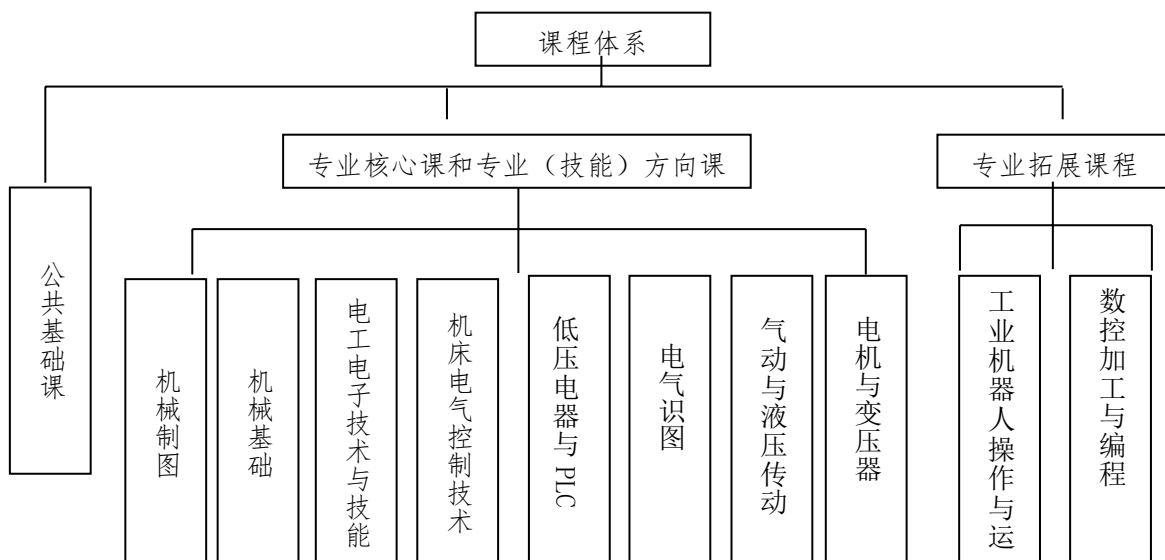 课程体系
专业核心课和专业（技能）方向课
专业拓展课程
公共基础课
机械制图
机械基础
电工电子技术与技能
机床电气控制技术
低压电器与 PLC
电气识图
气动与液压传动
电机与变压器
工业机器人操作与运
数控加工与编程